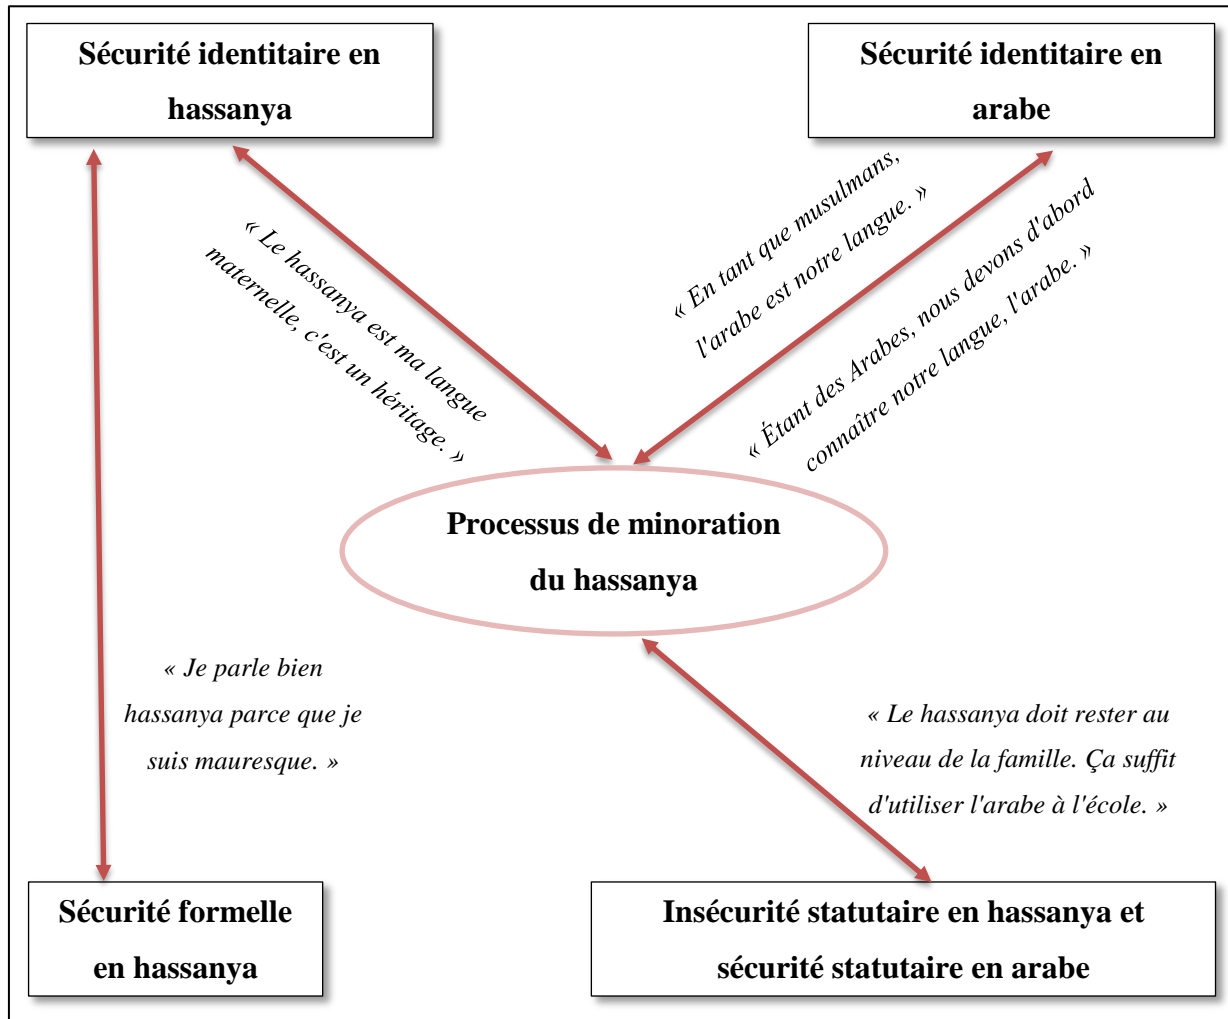 Sécurité identitaire en
hassanya
Sécurité identitaire en
arabe
« Le hassanya est ma langue
maternelle, c'est un héritage. »
« En tant que musulmans,
l'arabe est notre langue. »
« Étant des Arabes, nous devons d'abord
connaître notre langue, l'arabe. »
Processus de minoration
du hassanya
« Je parle bien
hassanya parce que je
suis mauresque. »
« Le hassanya doit rester au
niveau de la famille. Ça suffit
d'utiliser l'arabe à l'école. »
Sécurité formelle
en hassanya
Insécurité statutaire en hassanya et
sécurité statutaire en arabe